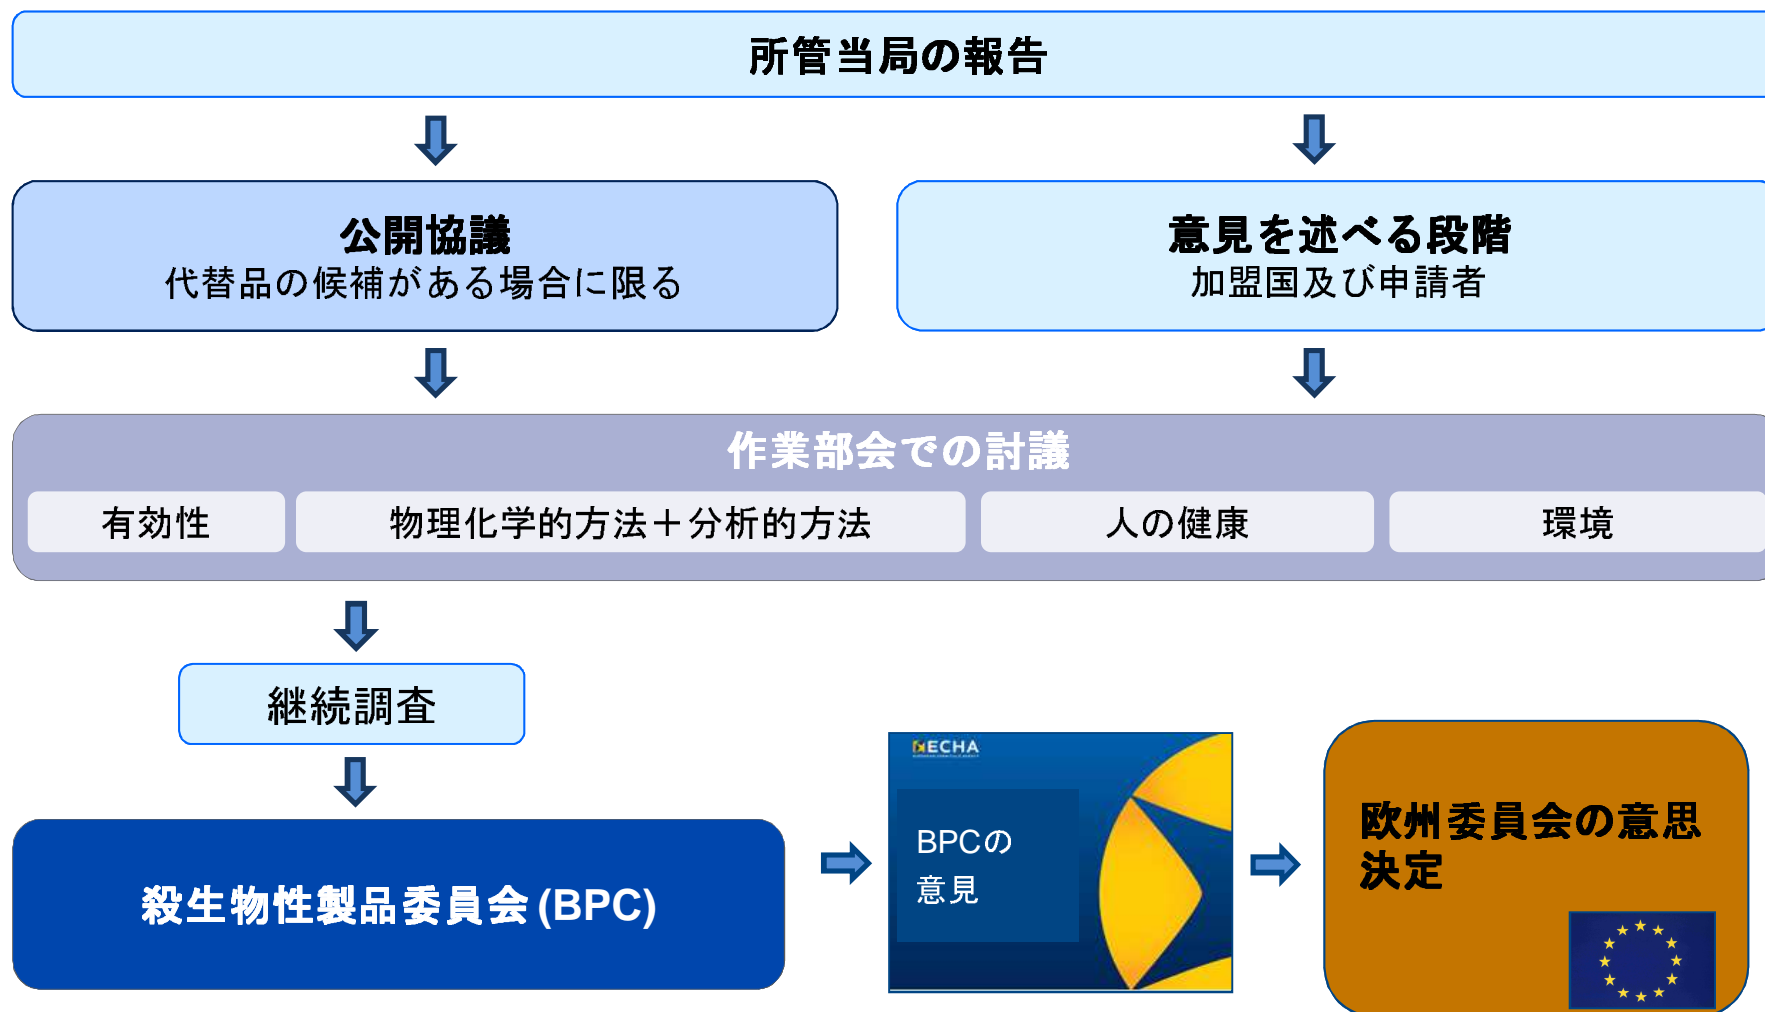 所管当局の報告
公開協議
代替品の候補がある場合に限る
意見を述べる段階
加盟国及び申請者
作業部会での討議
有効性
物理化学的方法＋分析的方法
人の健康
環境
継続調査
殺生物性製品委員会 (BPC)
ECHA
BPCの
意見
欧州委員会の意思
決定